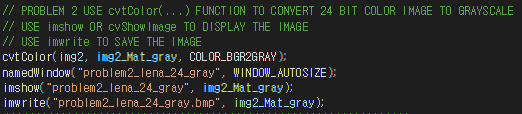 // PROBLEM 2 USE cvtColor(...) FUNCTION TO CONVERT 24 BIT COLOR IMAGE TO GRAYSCALE
// USE imshow OR cvShowImage TO DISPLAY THE IMAGE
// USE imwrite TO SAVE THE IMAGE
cvtColor(img2, img2_Mat_gray, COLOR_BGR2GRAY);
namedWindow("problem2_lena_24_gray", WINDOW_AUTOSIZE);
imshow("problem2_lena_24_gray", img2_Mat_gray);
imwrite("problem2_lena_24_gray.bmp", img2_Mat_gray);